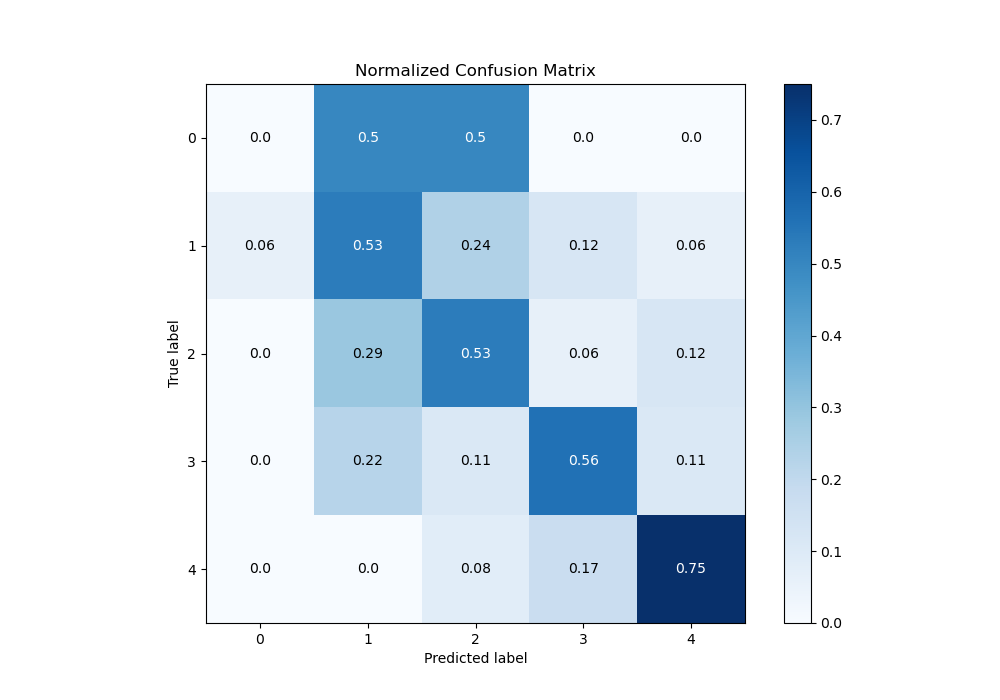 Normalized Confusion Matrix
0 0.0 0.5 0.5 0.0 0.0
1 0.06 0.53 0.24 0.12 0.06
2 0.0 0.29 0.53 0.06 0.12
3 0.0 0.22 0.11 0.56 0.11
4 0.0 0.0 0.08 0.17 0.75
0 1 2 3 4
True label
Predicted label
0.7
0.6
0.5
0.4
0.3
0.2
0.1
0.0